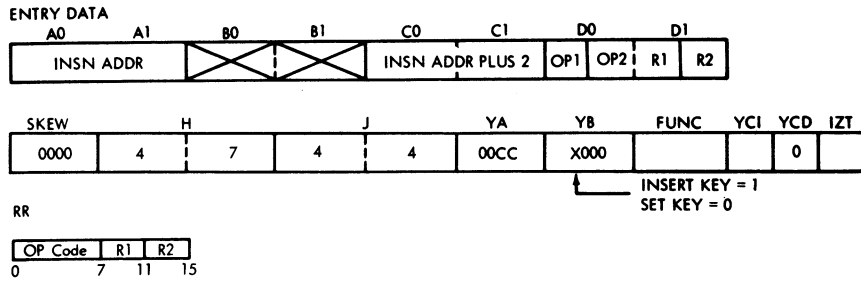 ENTRY DATA
A0 A1 B0 B1 C0 C1 D0 D1
INSN ADDR INSN ADDR PLUS 2 OP1 OP2 R1 R2
SKEW H J YA YB FUNC YCI YCD IZT
0000 4 7 4 4 00CC X000 0
INSERT KEY = 1
SET KEY = 0
RR
OP Code R1 R2
0 7 11 15